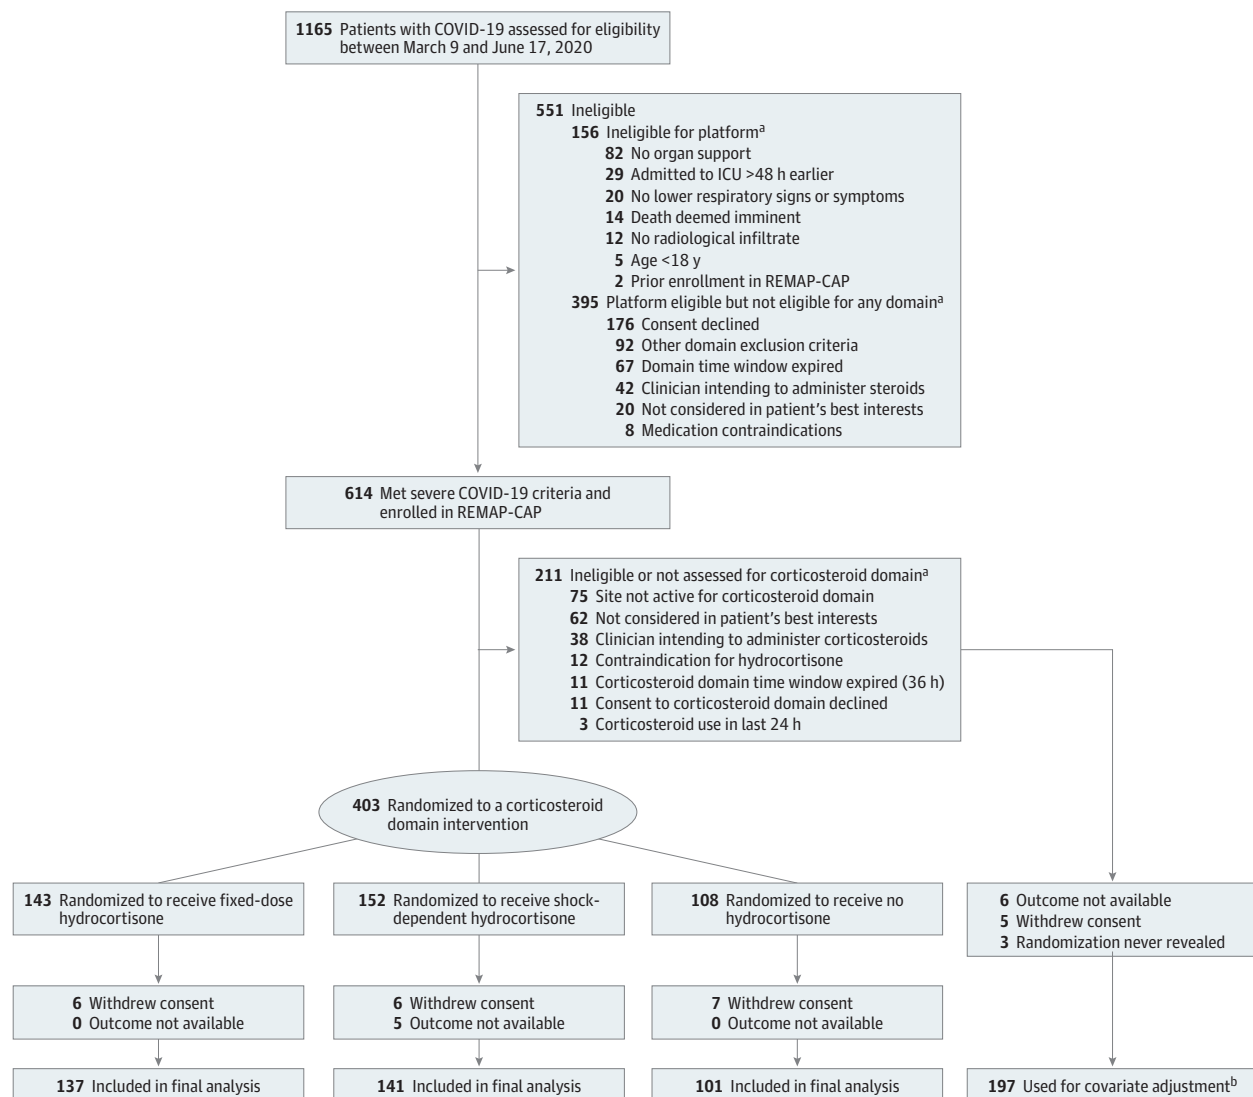 1165 Patients with COVID-19 assessed for eligibility
between March 9 and June 17, 2020
551 Ineligible
156 Ineligible for platformᵃ
82 No organ support
29 Admitted to ICU >48 h earlier
20 No lower respiratory signs or symptoms
14 Death deemed imminent
12 No radiological infiltrate
5 Age <18 y
2 Prior enrollment in REMAP-CAP
395 Platform eligible but not eligible for any domainᵃ
176 Consent declined
92 Other domain exclusion criteria
67 Domain time window expired
42 Clinician intending to administer steroids
20 Not considered in patient's best interests
8 Medication contraindications
614 Met severe COVID-19 criteria and
enrolled in REMAP-CAP
211 Ineligible or not assessed for corticosteroid domainᵃ
75 Site not active for corticosteroid domain
62 Not considered in patient's best interests
38 Clinician intending to administer corticosteroids
12 Contraindication for hydrocortisone
11 Corticosteroid domain time window expired (36 h)
11 Consent to corticosteroid domain declined
3 Corticosteroid use in last 24 h
403 Randomized to a corticosteroid
domain intervention
143 Randomized to receive fixed-dose
hydrocortisone
152 Randomized to receive shock-
dependent hydrocortisone
108 Randomized to receive no
hydrocortisone
6 Outcome not available
5 Withdrew consent
3 Randomization never revealed
6 Withdrew consent
0 Outcome not available
6 Withdrew consent
5 Outcome not available
7 Withdrew consent
0 Outcome not available
137 Included in final analysis
141 Included in final analysis
101 Included in final analysis
197 Used for covariate adjustmentᵇ